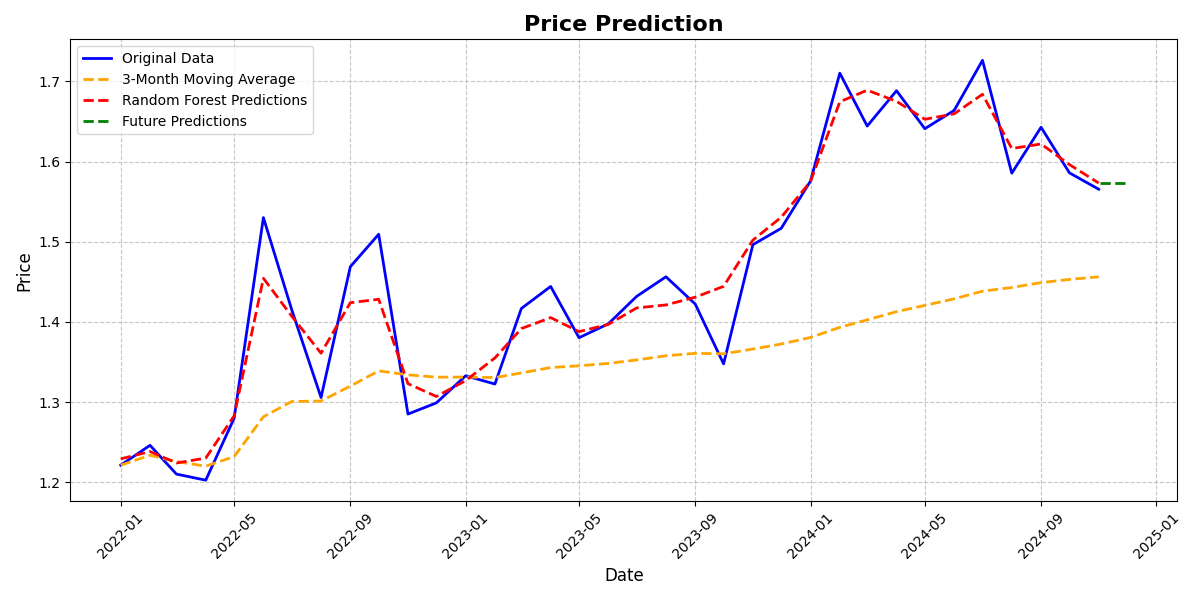 Price Prediction
Original Data
3-Month Moving Average
Random Forest Predictions
Future Predictions
Price
1.7
1.6
1.5
1.4
1.3
1.2
2022-01
2022-05
2022-09
2023-01
2023-05
2023-09
2024-01
2024-05
2024-09
2025-01
Date